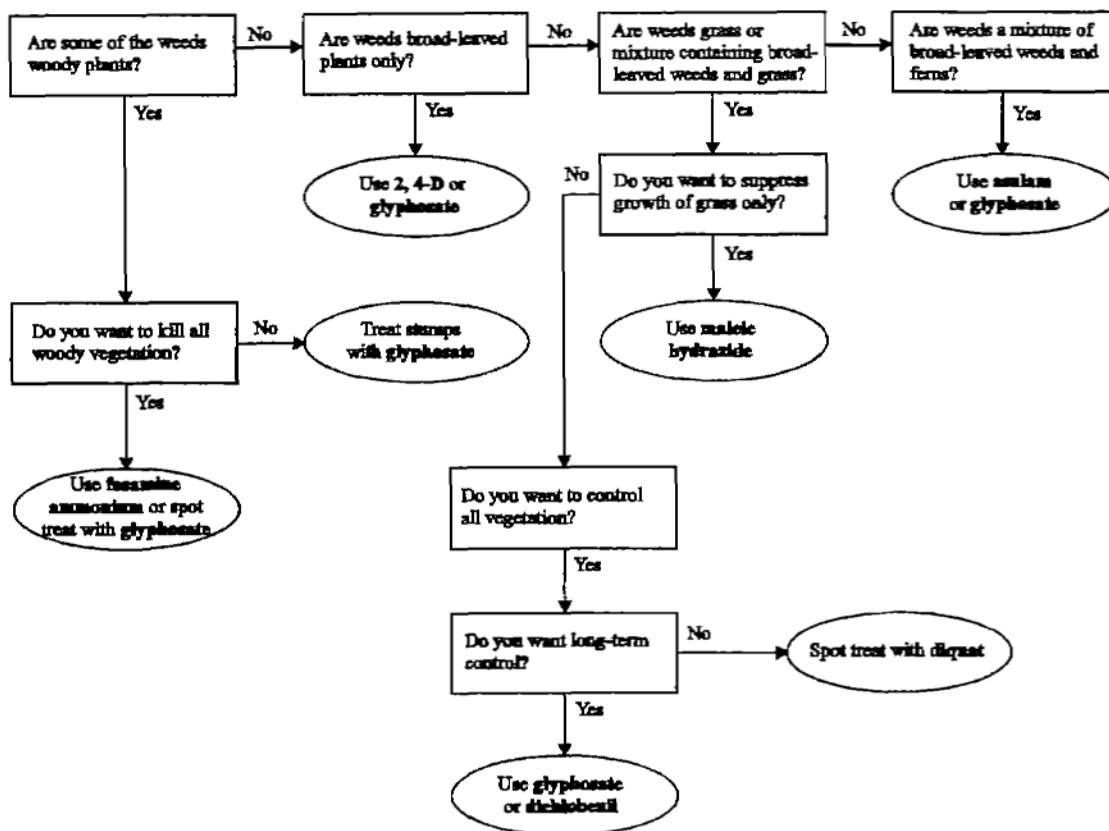 Are some of the weeds
woody plants?
No
Are weeds broad-leaved
plants only?
No
Are weeds grass or
mixture containing broad-
leaved weeds and grass?
No
Are weeds a mixture of
broad-leaved weeds and
ferns?
Yes
Yes
Yes
Yes
Use 2, 4-D or
glyphosate
No
Do you want to suppress
growth of grass only?
Use asulam
or glyphosate
Yes
Do you want to kill all
woody vegetation?
No
Treat stumps
with glyphosate
Use maleic
hydrazide
Yes
Use fosamine
ammonium or spot
treat with glyphosate
Do you want to control
all vegetation?
Yes
Do you want long-term
control?
No
Spot treat with diquat
Yes
Use glyphosate
or dichlobenil